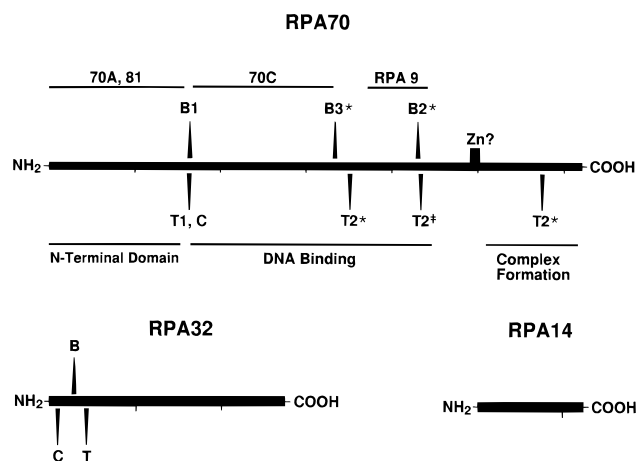 RPA70
70A, 81
70C
RPA 9
B1
B3*
B2*
Zn?
NH2
COOH
T1, C
T2*
T2‡
T2*
N-Terminal Domain
DNA Binding
Complex
Formation
RPA32
RPA14
B
NH2
COOH
NH2
COOH
C
T